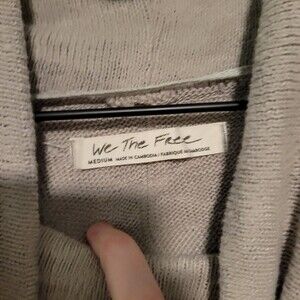 We The Free
MEDIUM MADE IN CAMBODIA / FABRIQUÉ AU CAMBODGE